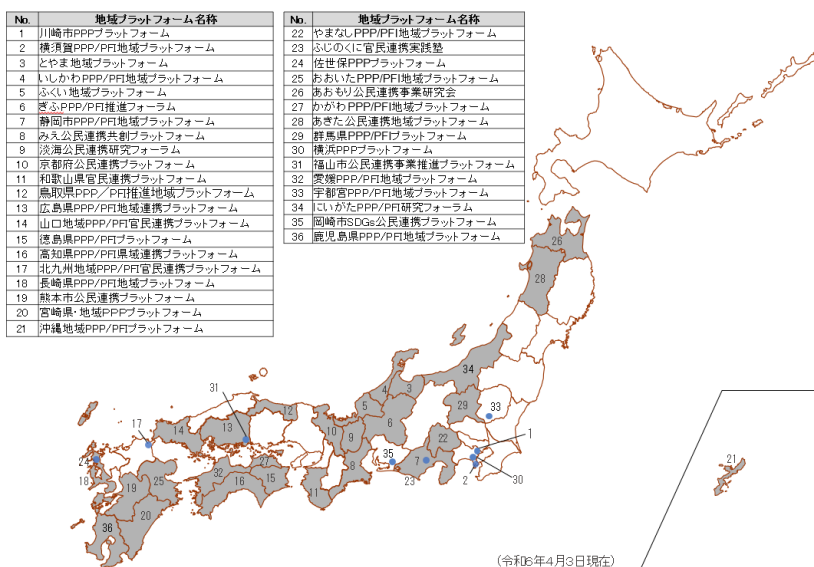 No. 地域プラットフォーム名称
1 川崎市PPPプラットフォーム
2 横須賀PPP/PFI地域プラットフォーム
3 とやま地域プラットフォーム
4 いしかわPPP/PFI地域プラットフォーム
5 ふくい地域プラットフォーム
6 ぎふPPP/PFI推進フォーラム
7 静岡市PPP/PFI地域プラットフォーム
8 みえ公民連携共創プラットフォーム
9 淡海公民連携研究フォーラム
10 京都府公民連携プラットフォーム
11 和歌山県官民連携プラットフォーム
12 鳥取県PPP/PFI推進地域プラットフォーム
13 広島県PPP/PFI地域連携プラットフォーム
14 山口地域PPP/PFI官民連携プラットフォーム
15 徳島県PPP/PFIプラットフォーム
16 高知県PPP/PFI県域連携プラットフォーム
17 北九州地域PPP/PFI官民連携プラットフォーム
18 長崎県PPP/PFI地域プラットフォーム
19 熊本市公民連携プラットフォーム
20 宮崎県・地域PPPプラットフォーム
21 沖縄地域PPP/PFIプラットフォーム
No. 地域プラットフォーム名称
22 やまなしPPP/PFI地域プラットフォーム
23 ふじのくに官民連携実践塾
24 佐世保PPPプラットフォーム
25 おおいたPPP/PFI地域プラットフォーム
26 あおもり公民連携事業研究会
27 かがわPPP/PFI地域プラットフォーム
28 あきた公民連携地域プラットフォーム
29 群馬県PPP/PFIプラットフォーム
30 横浜PPPプラットフォーム
31 福山市公民連携事業推進プラットフォーム
32 愛媛PPP/PFI地域プラットフォーム
33 宇都宮PPP/PFI地域プラットフォーム
34 にいがたPPP/PFI研究フォーラム
35 岡崎市SDGs公民連携プラットフォーム
36 鹿児島県PPP/PFI地域プラットフォーム
26
28
34
31
4
3
12
29
33
17
5
14
13
10
9
6
22
1
24
27
35
7
21
18
32
8
19
25
16
15
23
2
30
11
20
36
(令和6年4月3日現在)